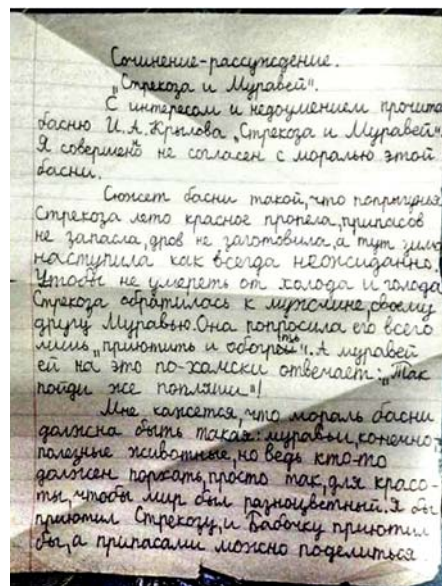 Сочинение-рассуждение.
"Стрекоза и Муравей".
С интересом и недоумением прочита
басню И.А.Крылова "Стрекоза и Муравей".
Я совершенно не согласен с моралью этой
басни.
Сюжет басни такой, что попрыгунья
Стрекоза лето красное пропела, припасов
не запасла, дров не заготовила, а тут зима
наступила как всегда неожиданно.
Чтобы не умереть от холода и голода
Стрекоза обратилась к мужчине, своему
другу Муравью. Она попросила его всего
лишь "приютить и обогреть". А муравей
ей на это по-хамски отвечает: "Так
пойди же попляши"!
Мне кажется, что мораль басни
должна быть такая: муравьи, конечно-
полезные животные, но ведь кто-то
должен порхать, просто так, для красо-
ты, чтобы мир был разноцветный. Я бы
приютил Стрекозу, и Бабочку приютил
бы, а припасами можно поделиться.